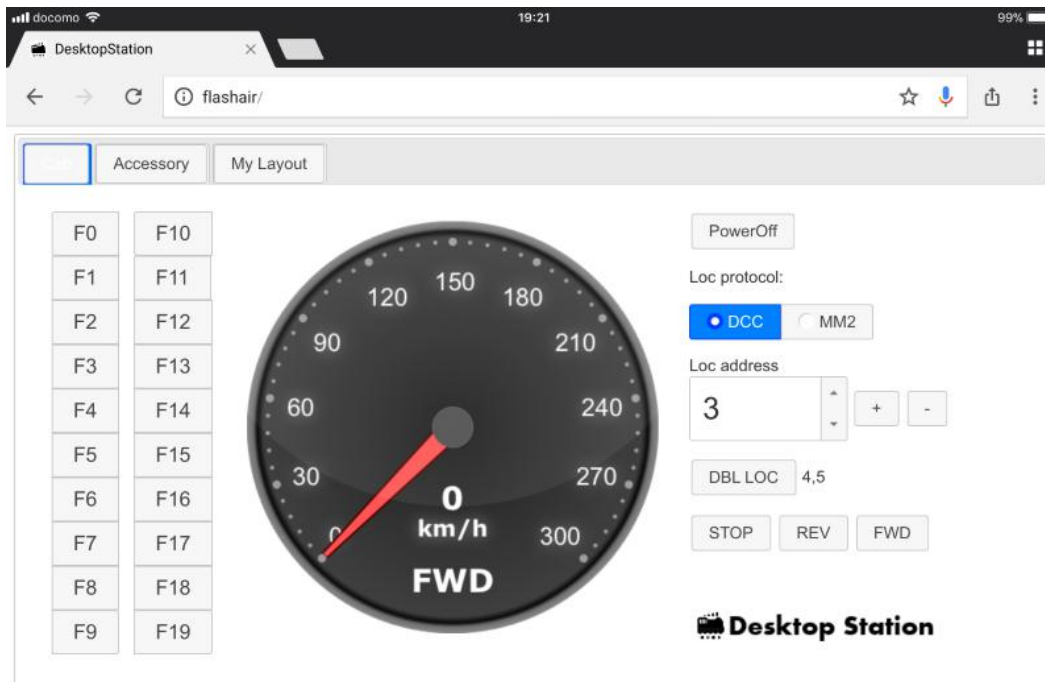 docomo 19:21 99%
DesktopStation
flashair/
Cab Accessory My Layout
F0 F10
F1 F11
F2 F12
F3 F13
F4 F14
F5 F15
F6 F16
F7 F17
F8 F18
F9 F19
0
30
60
90
120
150
180
210
240
270
300
0
km/h
FWD
PowerOff
Loc protocol:
DCC MM2
Loc address
3 + -
DBL LOC 4,5
STOP REV FWD
Desktop Station